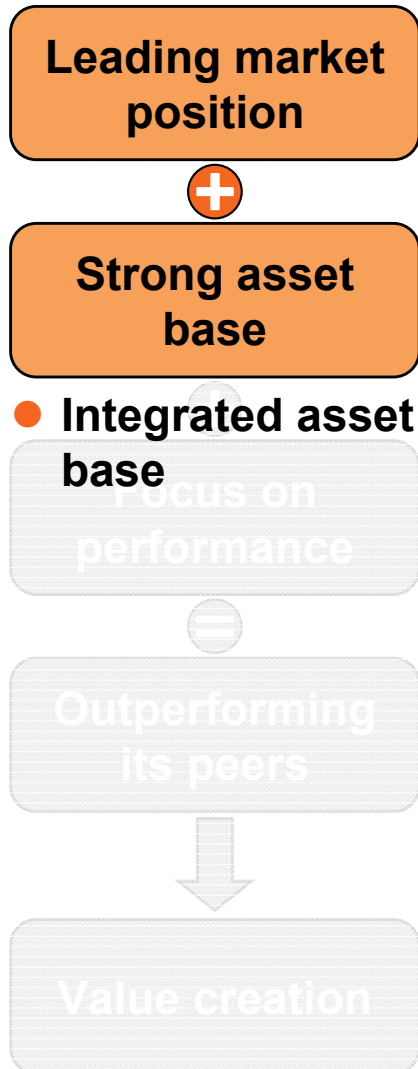 Leading market
position
+
Strong asset
base
+
● Integrated asset
base
Focus on
performance
=
Outperforming
its peers
Value creation